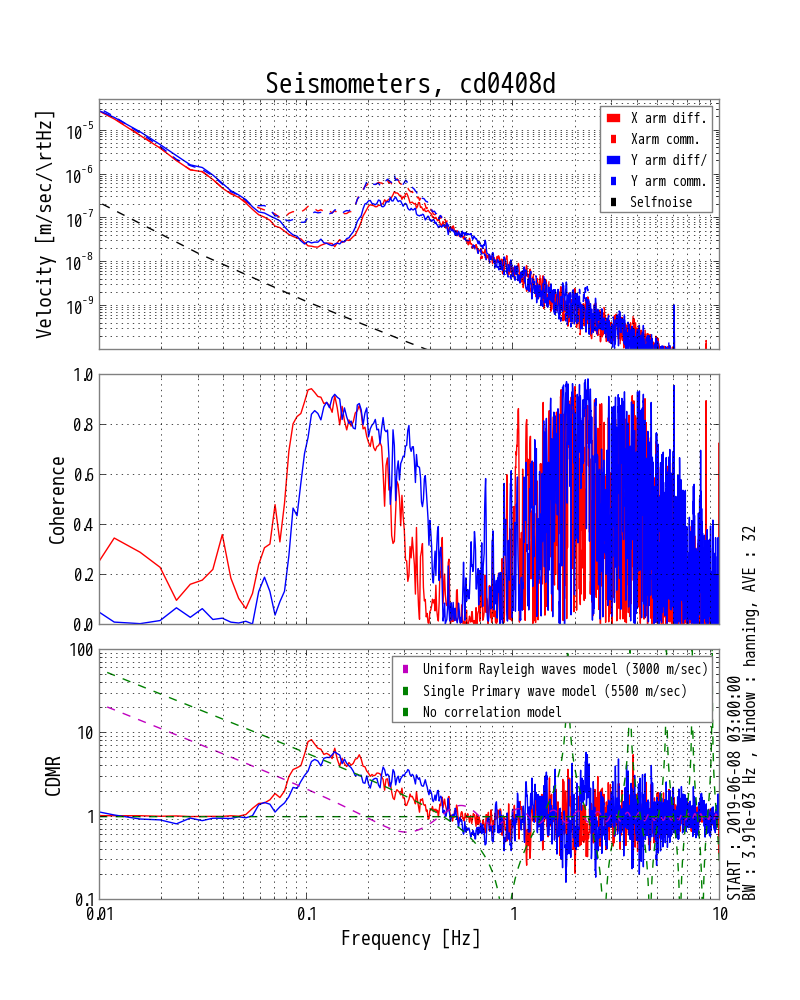 Seismometers, cd0408d
Velocity [m/sec/\rtHz]
10^-5
10^-6
10^-7
10^-8
10^-9
X arm diff.
Xarm comm.
Y arm diff/
Y arm comm.
Selfnoise
Coherence
1.0
0.8
0.6
0.4
0.2
0.0
CDMR
100
10
1
0.1
Uniform Rayleigh waves model (3000 m/sec)
Single Primary wave model (5500 m/sec)
No correlation model
0.01
0.1
1
10
Frequency [Hz]
START : 2019-06-08 03:00:00
BW : 3.91e-03 Hz , Window : hanning, AVE : 32